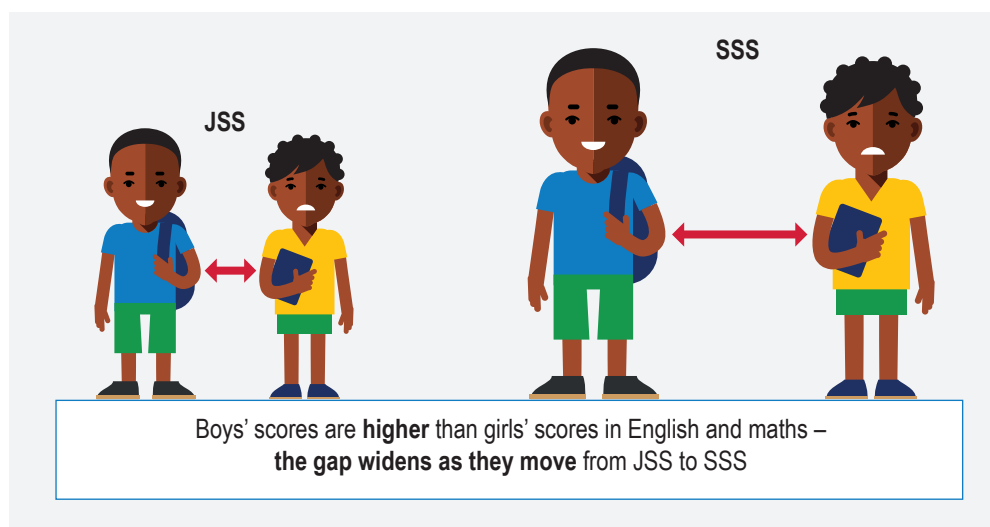 JSS
SSS
Boys’ scores are higher than girls’ scores in English and maths –
the gap widens as they move from JSS to SSS